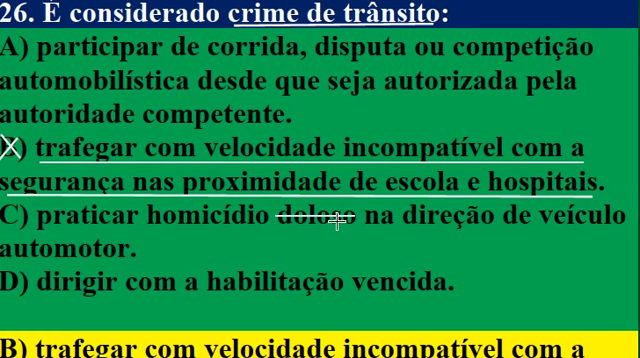 26. É considerado crime de trânsito:
A) participar de corrida, disputa ou competição
automobilística desde que seja autorizada pela
autoridade competente.
B) trafegar com velocidade incompatível com a
segurança nas proximidade de escola e hospitais.
C) praticar homicídio doloso na direção de veículo
automotor.
D) dirigir com a habilitação vencida.
B) trafegar com velocidade incompatível com a